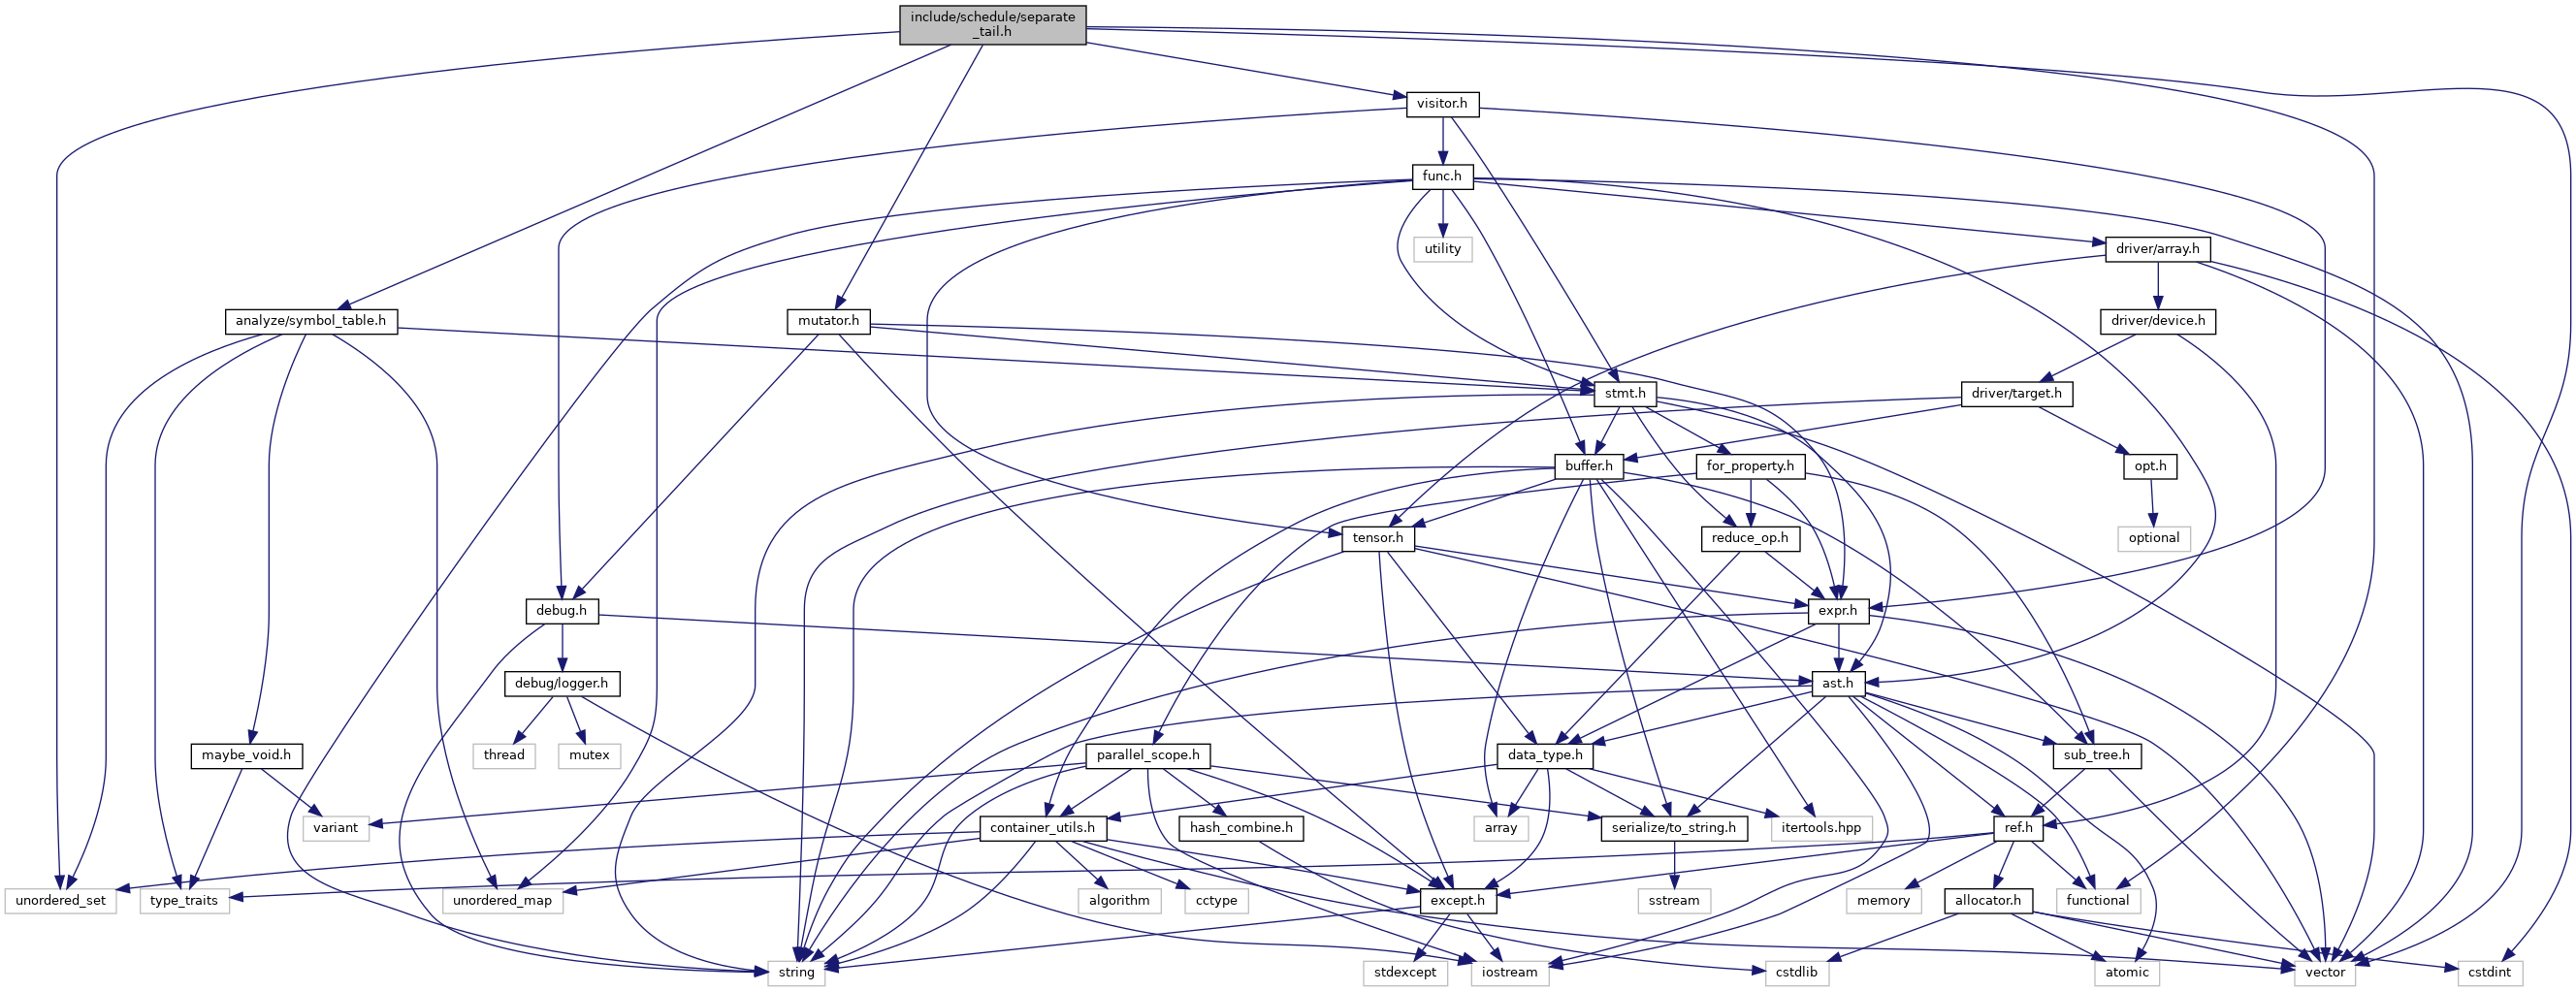 include/schedule/separate
_tail.h
visitor.h
func.h
utility
driver/array.h
analyze/symbol_table.h
mutator.h
driver/device.h
stmt.h
driver/target.h
buffer.h
for_property.h
opt.h
tensor.h
reduce_op.h
optional
debug.h
expr.h
debug/logger.h
ast.h
maybe_void.h
thread
mutex
parallel_scope.h
data_type.h
sub_tree.h
variant
container_utils.h
hash_combine.h
array
serialize/to_string.h
itertools.hpp
ref.h
unordered_set
type_traits
unordered_map
algorithm
cctype
except.h
sstream
memory
allocator.h
functional
string
stdexcept
iostream
cstdlib
atomic
vector
cstdint